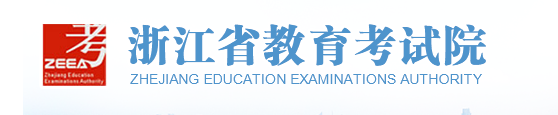 考
ZEEA
Zhejiang Education
Examinations Authority
浙江省教育考试院
ZHEJIANG EDUCATION EXAMINATIONS AUTHORITY